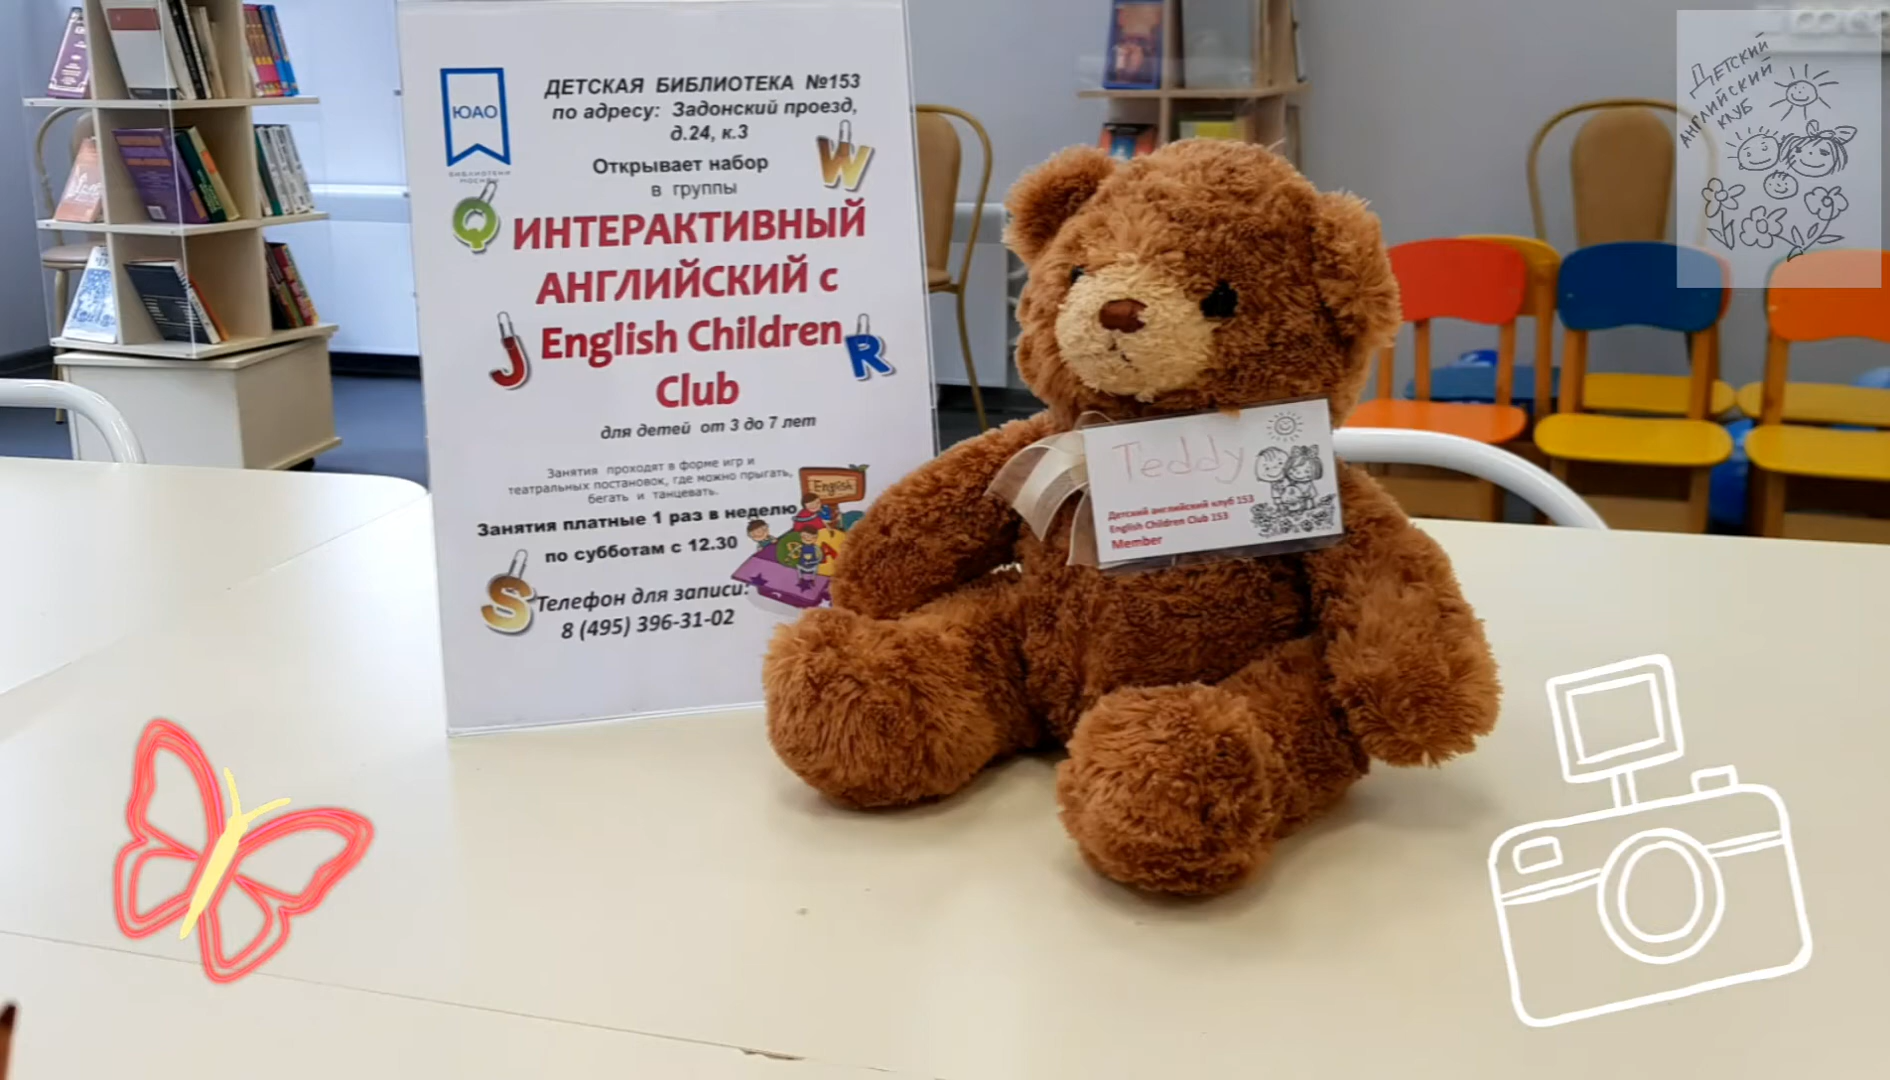 ЮАО
БИБЛИОТЕКИ
МОСКВЫ
ДЕТСКАЯ БИБЛИОТЕКА №153
по адресу: Задонский проезд,
д.24, к.3
Открывает набор
в группы
ИНТЕРАКТИВНЫЙ
АНГЛИЙСКИЙ с
English Children
Club
для детей от 3 до 7 лет
Занятия проходят в форме игр и
театральных постановок, где можно прыгать,
бегать и танцевать.
Занятия платные 1 раз в неделю
по субботам с 12.30
Телефон для записи:
8 (495) 396-31-02
W
Q
J
R
S
English
B
A
Teddy
Детский английский клуб 153
English Children Club 153
Member
ДЕТСКИЙ
АНГЛИЙСКИЙ
КЛУБ